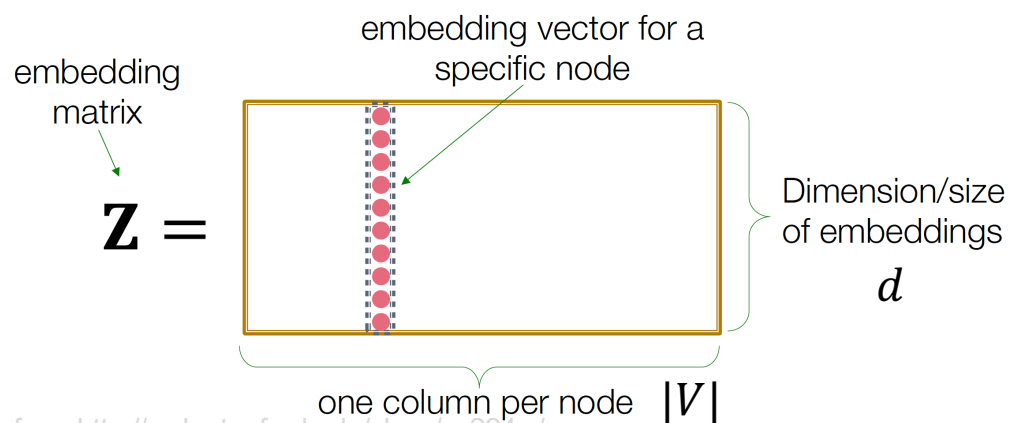 embedding vector for a
specific node
embedding
matrix
Z =
Dimension/size
of embeddings
d
one column per node |V|